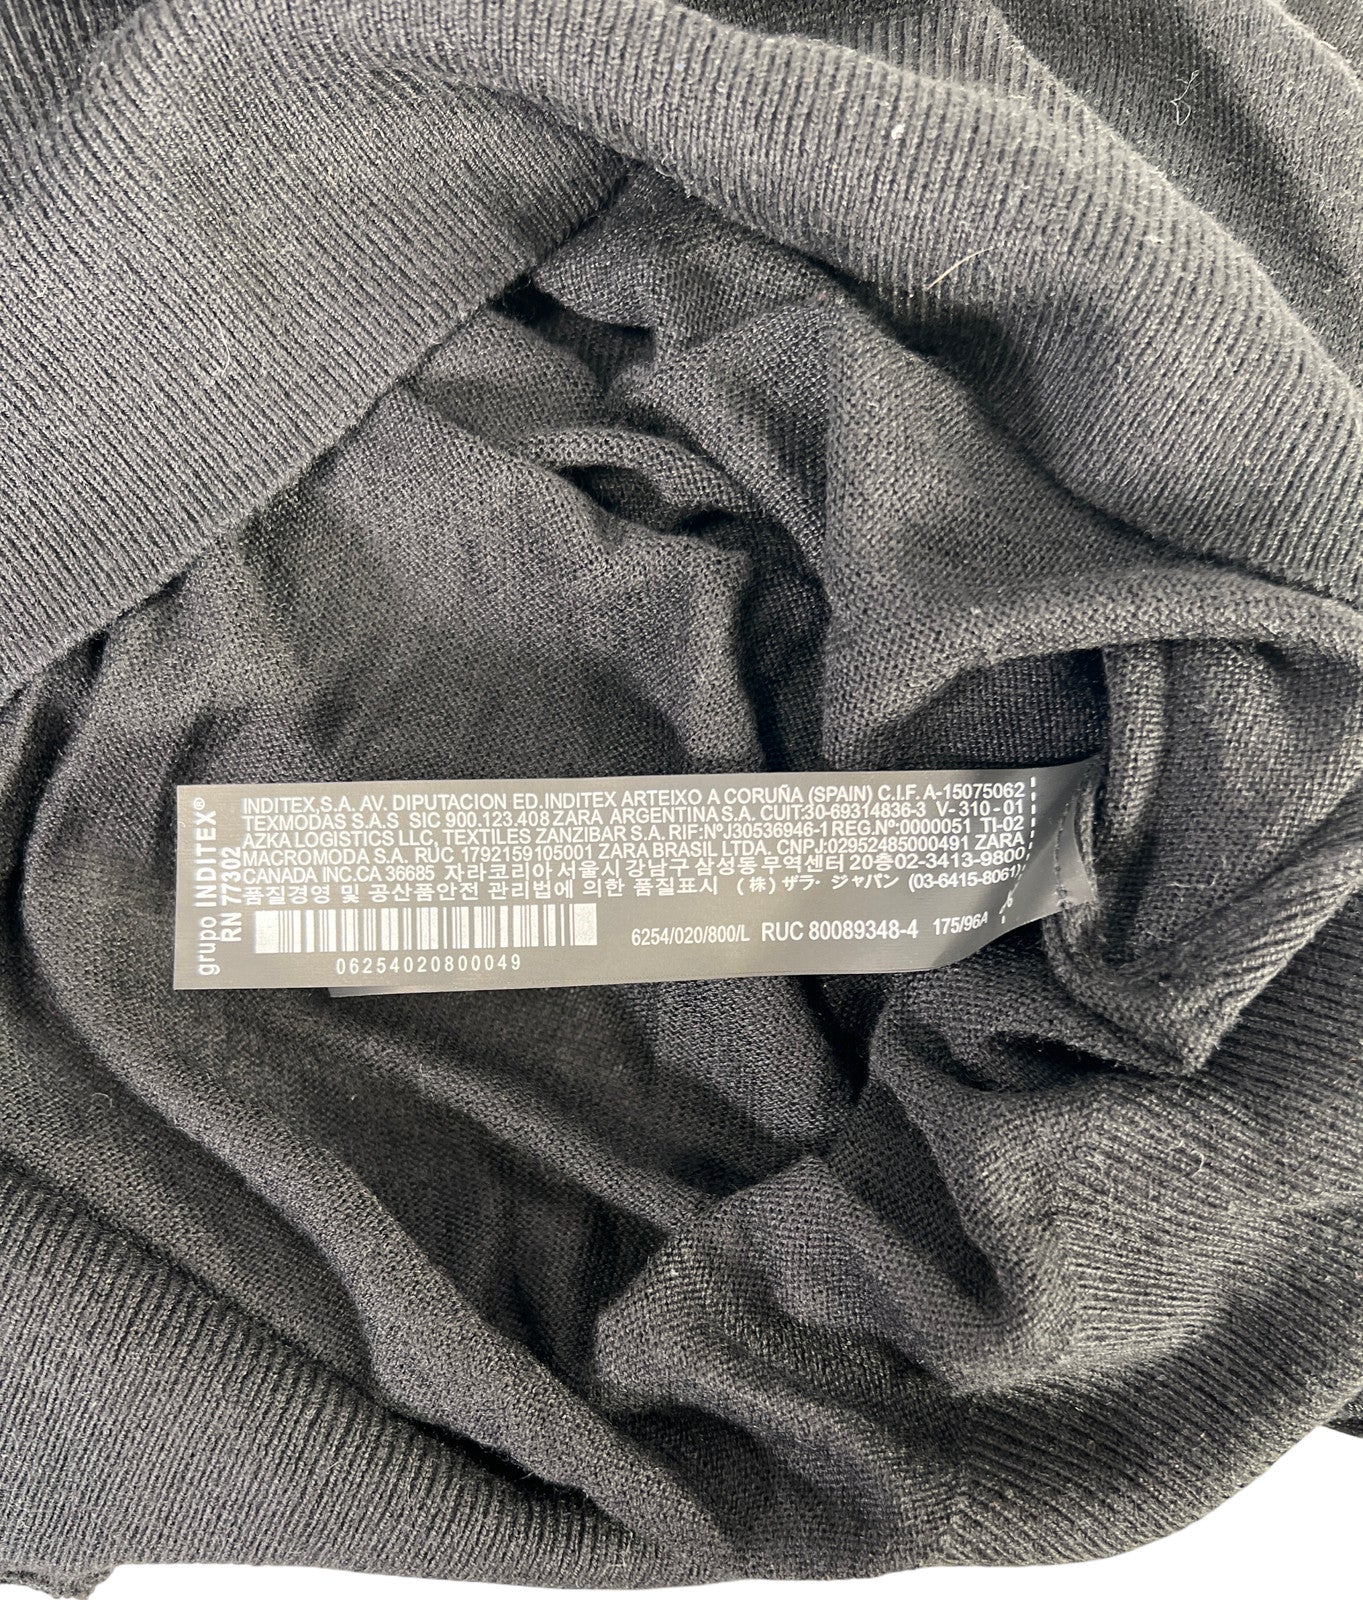 grupo INDITEX®
RN 77302
INDITEX,S.A. AV. DIPUTACION ED.INDITEX ARTEIXO A CORUÑA (SPAIN) C.I.F. A-15075062
TEXMODAS S.A.S SIC 900.123.408 ZARA ARGENTINA S.A. CUIT:30-69314836-3 V-310-01
AZKA LOGISTICS LLC, TEXTILES ZANZIBAR S.A. RIF:NºJ30536946-1 REG.Nº:0000051 TI-02
MACROMODA S.A. RUC 1792159105001 ZARA BRASIL LTDA. CNPJ:02952485000491 ZARA
CANADA INC.CA 36685 자라코리아서울시강남구 삼성동무역센터 20층02-3413-9800
품질경영 및 공산품안전 관리법에 의한 품질표시 (株) ザラ・ジャパン (03-6415-8061)
6254/020/800/L RUC 80089348-4 175/96A
06254020800049